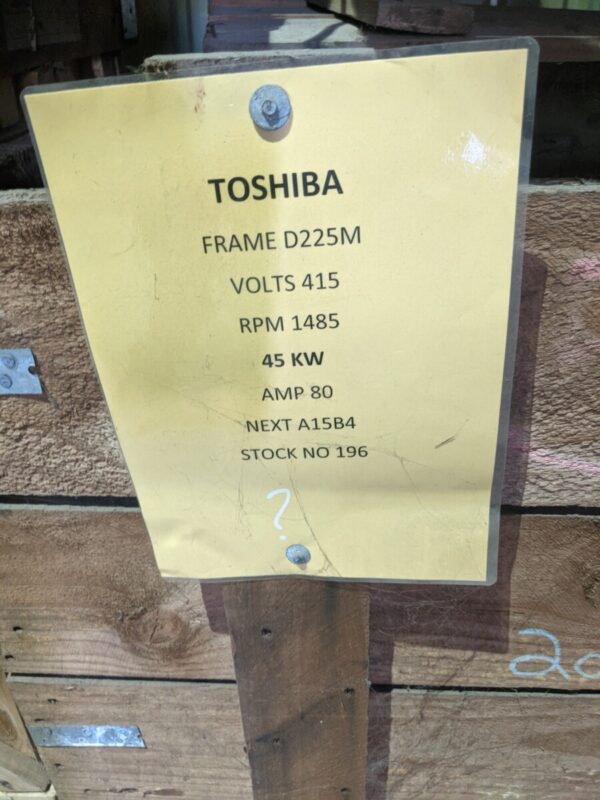 TOSHIBA
FRAME D225M
VOLTS 415
RPM 1485
45 KW
AMP 80
NEXT A15B4
STOCK NO 196
?